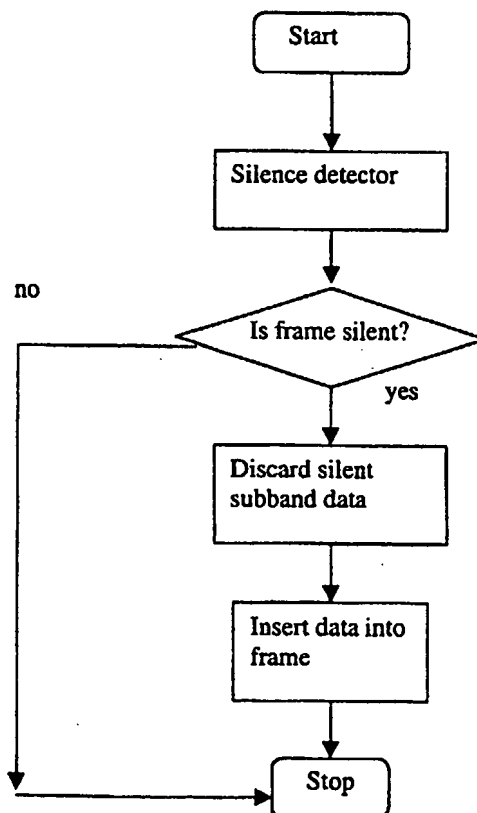 Start
Silence detector
no
Is frame silent?
yes
Discard silent
subband data
Insert data into
frame
Stop